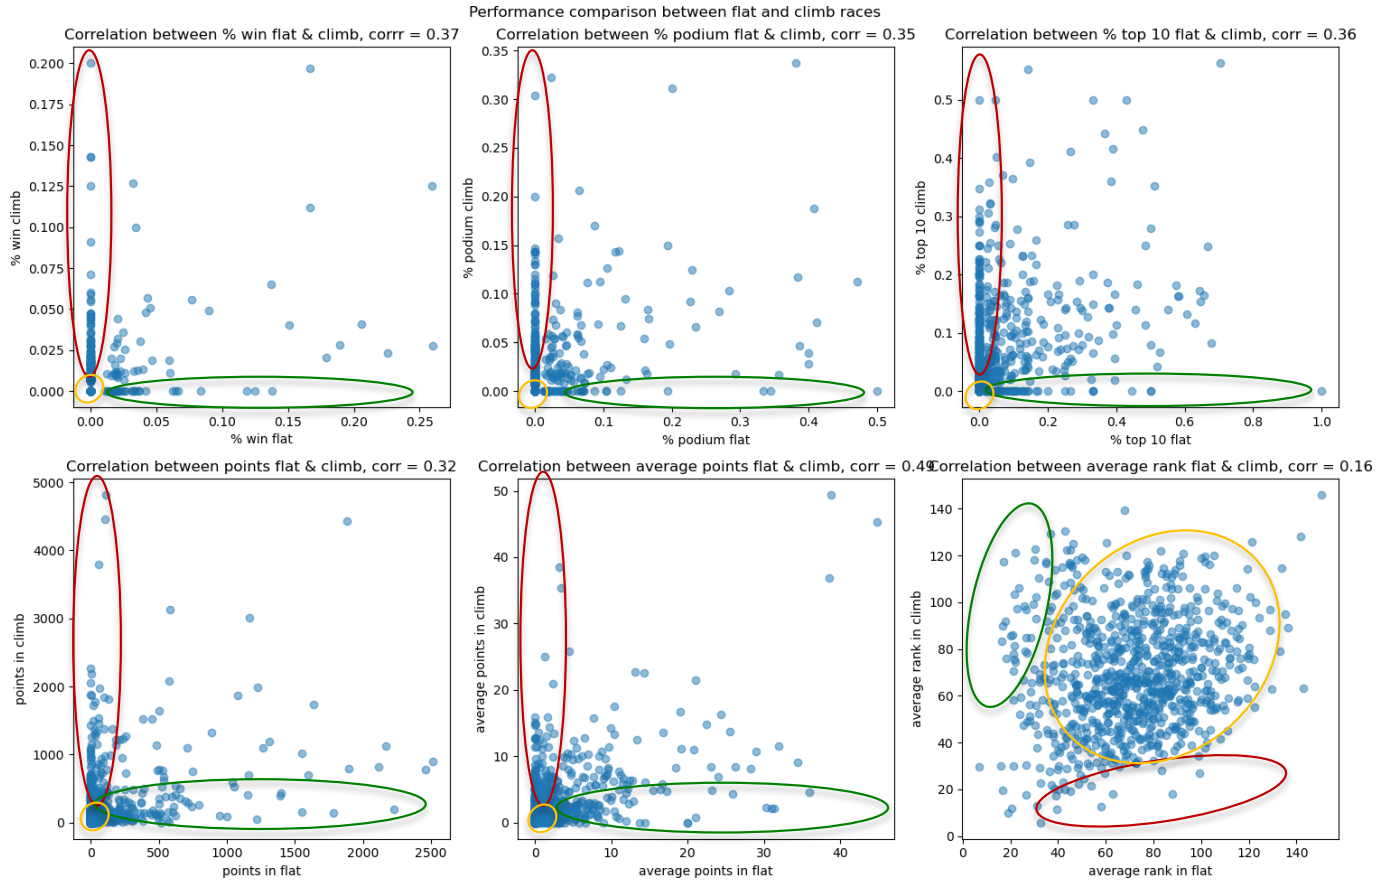 Performance comparison between flat and climb races
Correlation between % win flat & climb, corrr = 0.37
0.200
0.175
0.150
0.125
0.100
0.075
0.050
0.025
0.000
% win climb
0.00 0.05 0.10 0.15 0.20 0.25
% win flat
Correlation between % podium flat & climb, corr = 0.35
0.35
0.30
0.25
0.20
0.15
0.10
0.05
0.00
% podium climb
0.0 0.1 0.2 0.3 0.4 0.5
% podium flat
Correlation between % top 10 flat & climb, corr = 0.36
0.5
0.4
0.3
0.2
0.1
0.0
% top 10 climb
0.0 0.2 0.4 0.6 0.8 1.0
% top 10 flat
Correlation between points flat & climb, corr = 0.32
5000
4000
3000
2000
1000
0
points in climb
0 500 1000 1500 2000 2500
points in flat
Correlation between average points flat & climb, corr = 0.49
50
40
30
20
10
0
average points in climb
0 10 20 30 40
average points in flat
Correlation between average rank flat & climb, corr = 0.16
140
120
100
80
60
40
20
0
average rank in climb
0 20 40 60 80 100 120 140
average rank in flat